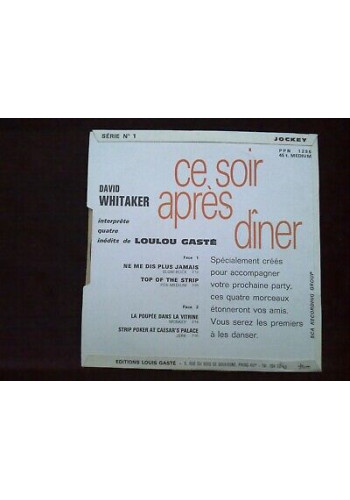 SÉRIE N° 1
JOCKEY
45 t. MEDIUM
ce soir
après
dîner
DAVID
WHITAKER
interprète
quatre
inédits de LOULOU GASTÉ
Face 1
NE ME DIS PLUS JAMAIS
TOP OF THE STRIP
Face 2
LA POUPÉE DANS LA VITRINE
STRIP POKER AT CAESAR'S PALACE
JERK
Spécialement créés
pour accompagner
votre prochaine party,
ces quatre morceaux
étonneront vos amis.
Vous serez les premiers
à les danser.
SCA RECORDING GROUP
EDITIONS LOUIS GASTÉ